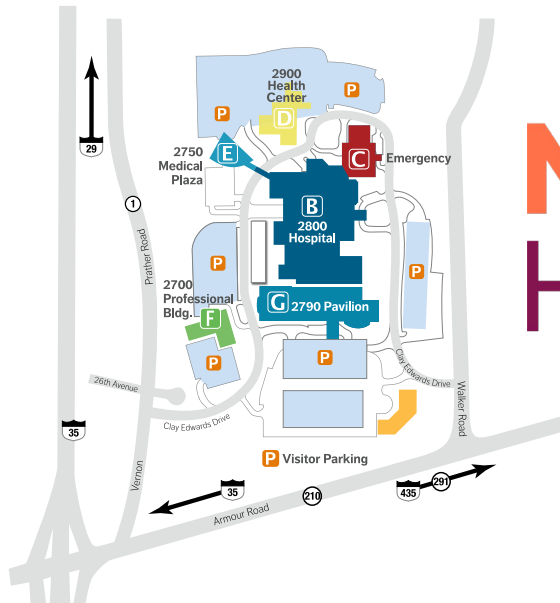 2900
Health
Center
P
P
D
29
2750
Medical
Plaza
E
C
Emergency
1
B
2800
Hospital
Prather Road
P
P
2700
Professional
Bldg.
G 2790 Pavilion
F
P
P
Clay Edwards Drive
26th Avenue
Walker Road
Clay Edwards Drive
35
P Visitor Parking
Vernon
35
210
435
291
Armour Road
N
H